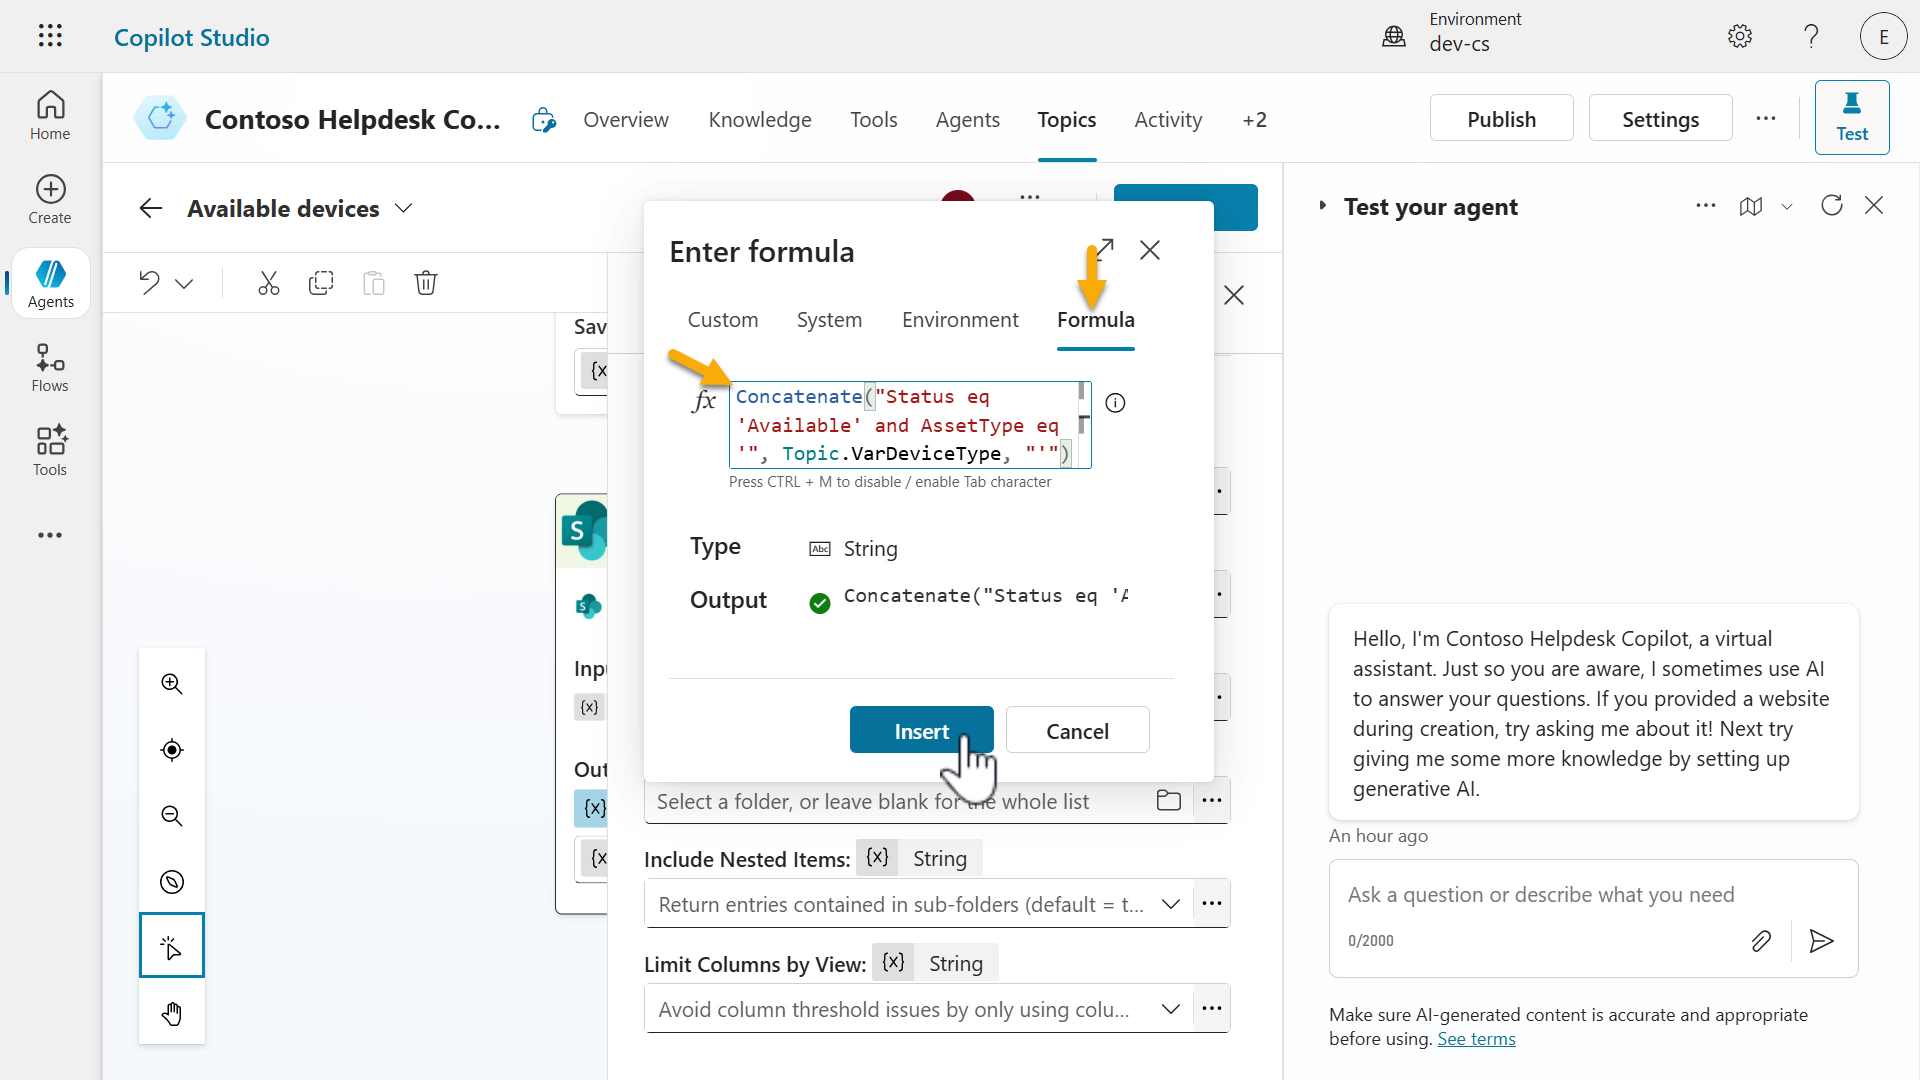 Copilot Studio
Environment
dev-cs
?
E
Home
Create
Agents
Flows
Tools
Contoso Helpdesk Co...
Overview
Knowledge
Tools
Agents
Topics
Activity
+2
Publish
Settings
Test
Available devices
Sav
{x
S
S
Inpu
{x}
Out
{x}
{x
Enter formula
Custom
System
Environment
Formula
fx
Concatenate("Status eq
'Available' and AssetType eq
'", Topic.VarDeviceType, "'")
Press CTRL + M to disable / enable Tab character
Type
Abc String
Output
Concatenate("Status eq 'A
Insert
Cancel
Select a folder, or leave blank for the whole list
Include Nested Items: {x} String
Return entries contained in sub-folders (default = t...
Limit Columns by View: {x} String
Avoid column threshold issues by only using colu...
Test your agent
Hello, I'm Contoso Helpdesk Copilot, a virtual
assistant. Just so you are aware, I sometimes use AI
to answer your questions. If you provided a website
during creation, try asking me about it! Next try
giving me some more knowledge by setting up
generative AI.
An hour ago
Ask a question or describe what you need
0/2000
Make sure AI-generated content is accurate and appropriate
before using. See terms